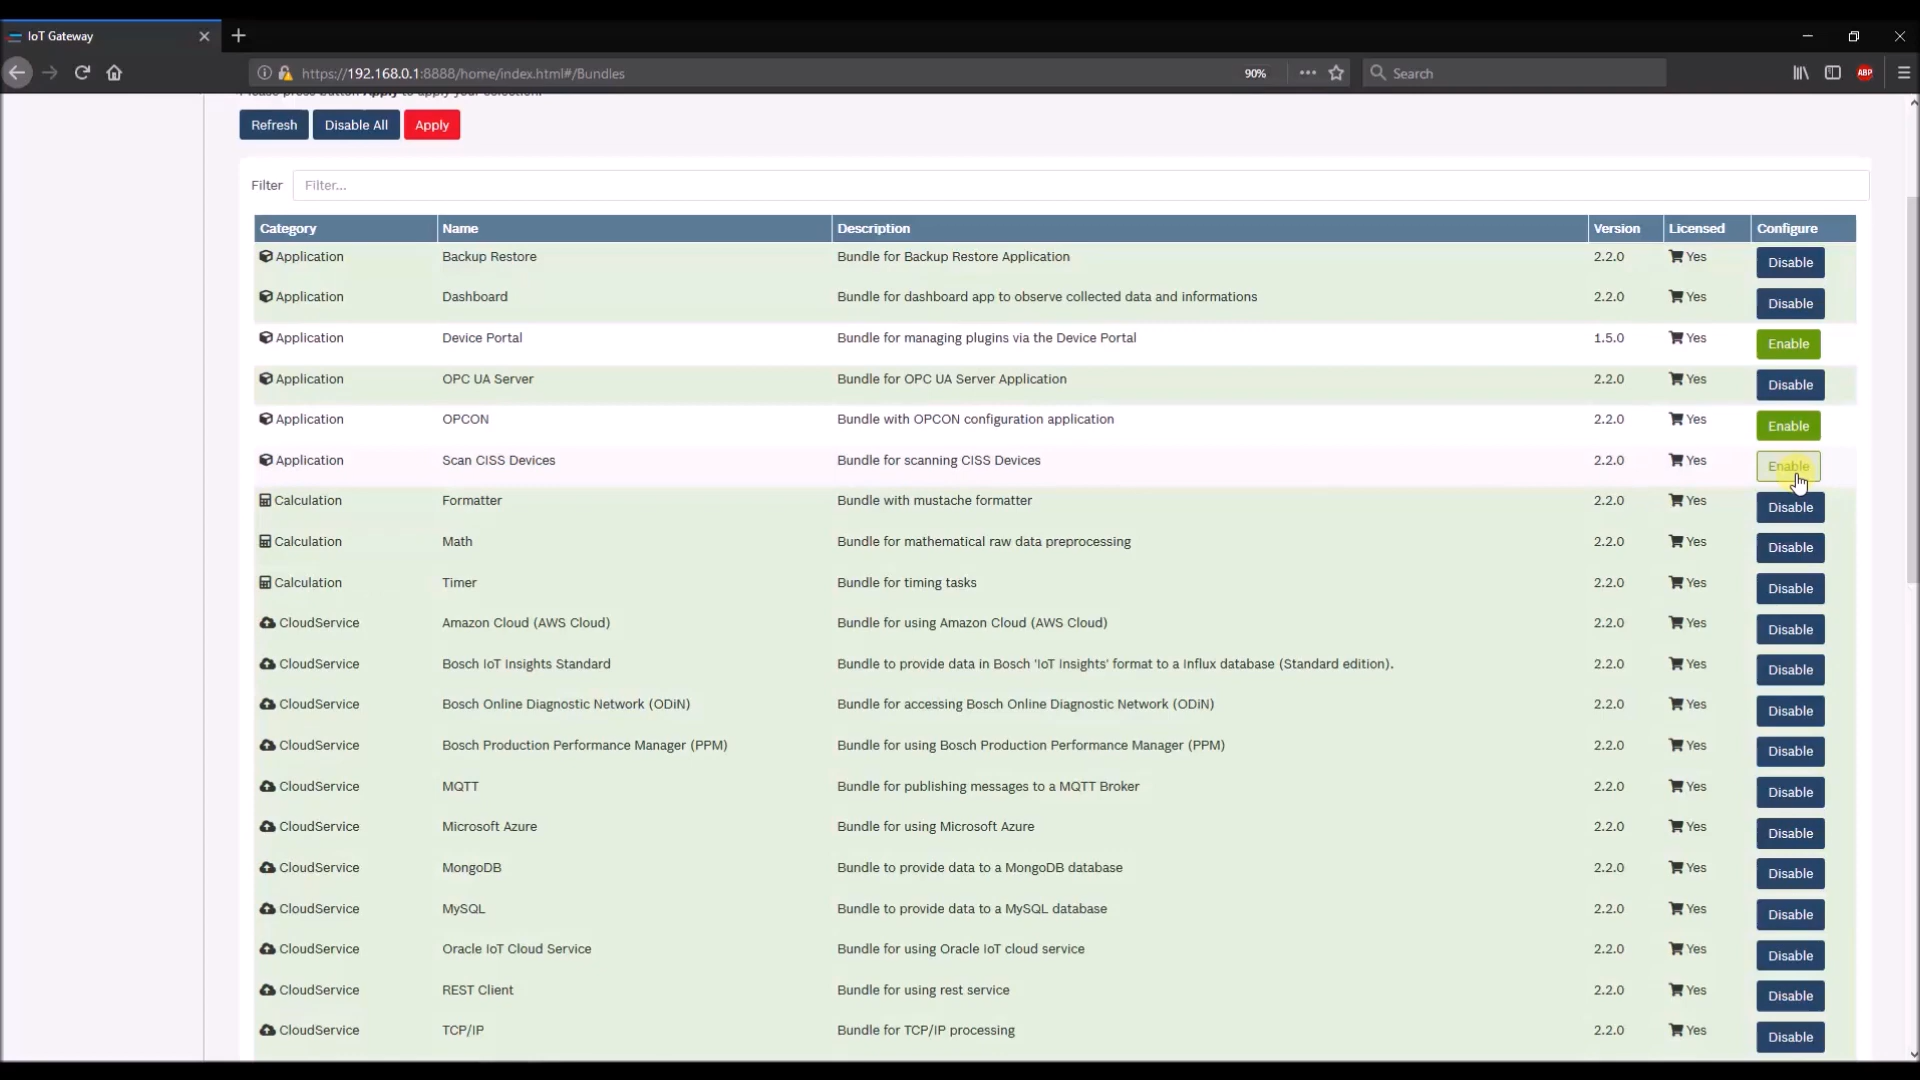 IoT Gateway
https://192.168.0.1:8888/home/index.html#/Bundles 90% Search ABP
Please press button Apply to apply your selection.
Refresh Disable All Apply
Filter Filter...
Category Name Description Version Licensed Configure
Application Backup Restore Bundle for Backup Restore Application 2.2.0 Yes Disable
Application Dashboard Bundle for dashboard app to observe collected data and informations 2.2.0 Yes Disable
Application Device Portal Bundle for managing plugins via the Device Portal 1.5.0 Yes Enable
Application OPC UA Server Bundle for OPC UA Server Application 2.2.0 Yes Disable
Application OPCON Bundle with OPCON configuration application 2.2.0 Yes Enable
Application Scan CISS Devices Bundle for scanning CISS Devices 2.2.0 Yes Enable
Calculation Formatter Bundle with mustache formatter 2.2.0 Yes Disable
Calculation Math Bundle for mathematical raw data preprocessing 2.2.0 Yes Disable
Calculation Timer Bundle for timing tasks 2.2.0 Yes Disable
CloudService Amazon Cloud (AWS Cloud) Bundle for using Amazon Cloud (AWS Cloud) 2.2.0 Yes Disable
CloudService Bosch IoT Insights Standard Bundle to provide data in Bosch 'IoT Insights' format to a Influx database (Standard edition). 2.2.0 Yes Disable
CloudService Bosch Online Diagnostic Network (ODiN) Bundle for accessing Bosch Online Diagnostic Network (ODiN) 2.2.0 Yes Disable
CloudService Bosch Production Performance Manager (PPM) Bundle for using Bosch Production Performance Manager (PPM) 2.2.0 Yes Disable
CloudService MQTT Bundle for publishing messages to a MQTT Broker 2.2.0 Yes Disable
CloudService Microsoft Azure Bundle for using Microsoft Azure 2.2.0 Yes Disable
CloudService MongoDB Bundle to provide data to a MongoDB database 2.2.0 Yes Disable
CloudService MySQL Bundle to provide data to a MySQL database 2.2.0 Yes Disable
CloudService Oracle IoT Cloud Service Bundle for using Oracle IoT cloud service 2.2.0 Yes Disable
CloudService REST Client Bundle for using rest service 2.2.0 Yes Disable
CloudService TCP/IP Bundle for TCP/IP processing 2.2.0 Yes Disable